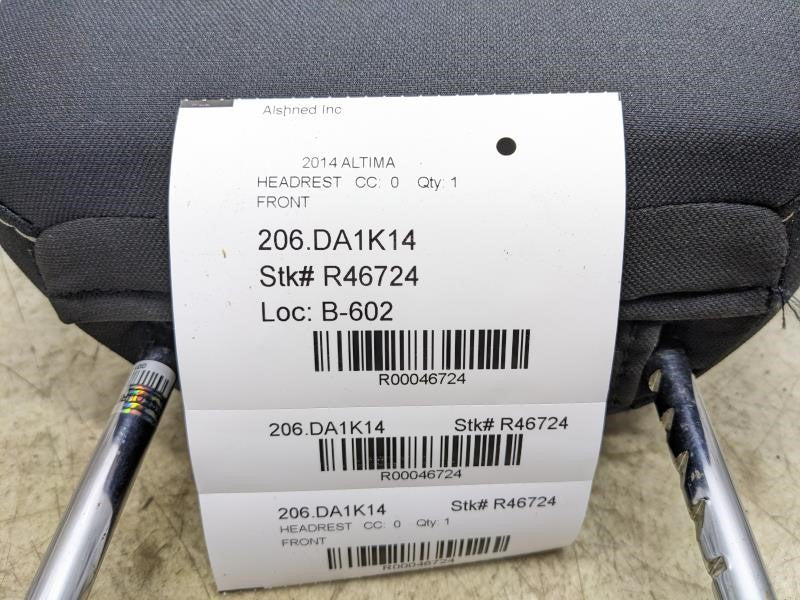 Alshned Inc
2014 ALTIMA
HEADREST CC: 0 Qty: 1
FRONT
206.DA1K14
Stk# R46724
Loc: B-602
R00046724
206.DA1K14 Stk# R46724
R00046724
206.DA1K14 Stk# R46724
HEADREST CC: 0 Qty: 1
FRONT
R00046724